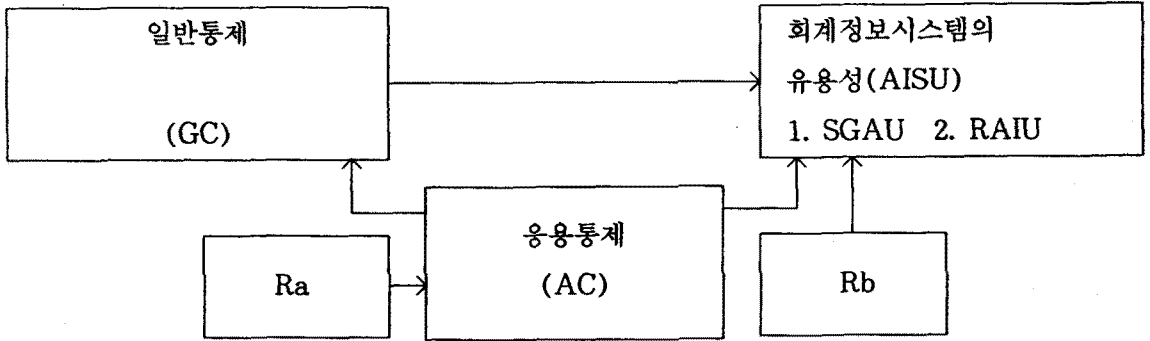 일반통제
(GC)
회계정보시스템의
유용성(AISU)
1. SGAU 2. RAIU
응용통제
(AC)
Ra
Rb